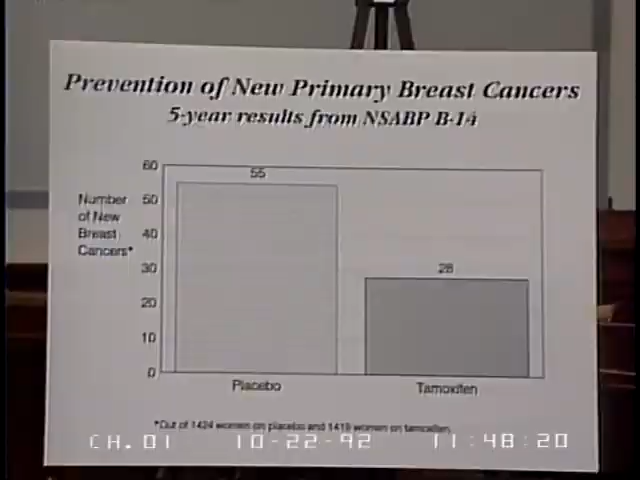 Prevention of New Primary Breast Cancers
5-year results from NSABP B-14
60
55
Number
of New
Breast
Cancers*
50
40
30
28
20
10
0
Placebo
Tamoxifen
*Out of 1424 women on placebo and 1419 women on tamoxifen.
CH.01 10-22-92 11:48:20